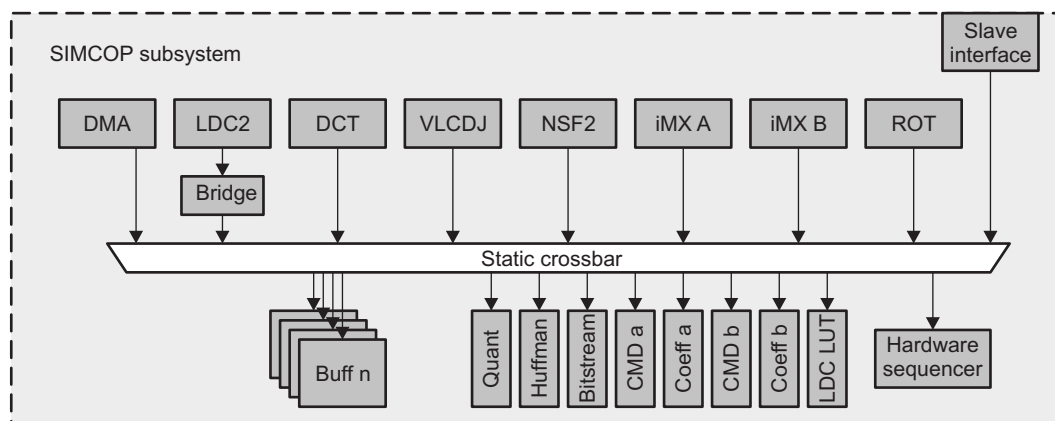 Slave
interface
SIMCOP subsystem
DMA
LDC2
DCT
VLCDJ
NSF2
iMX A
iMX B
ROT
Bridge
Static crossbar
Buff n
Quant
Huffman
Bitstream
CMD a
Coeff a
CMD b
Coeff b
LDC LUT
Hardware
sequencer